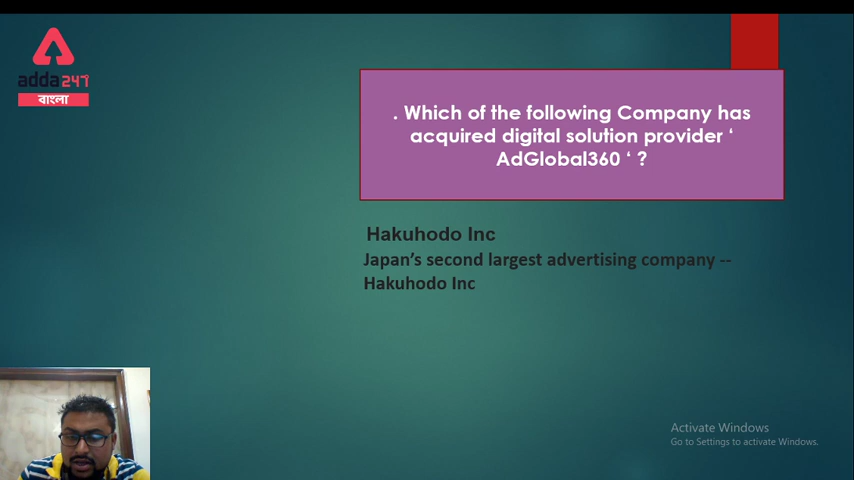 adda247
বাংলা
. Which of the following Company has
acquired digital solution provider ‘
AdGlobal360 ‘ ?
Hakuhodo Inc
Japan’s second largest advertising company --
Hakuhodo Inc
Activate Windows
Go to Settings to activate Windows.